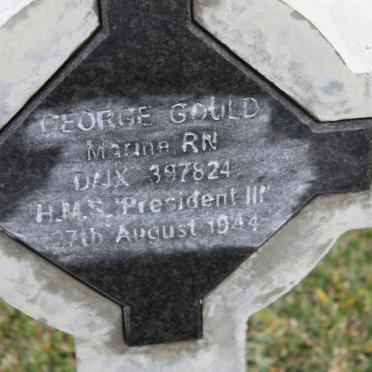 GEORGE GOULD
Marine RN
D/JX 397824
H.M.S. 'President III'
27th August 1944